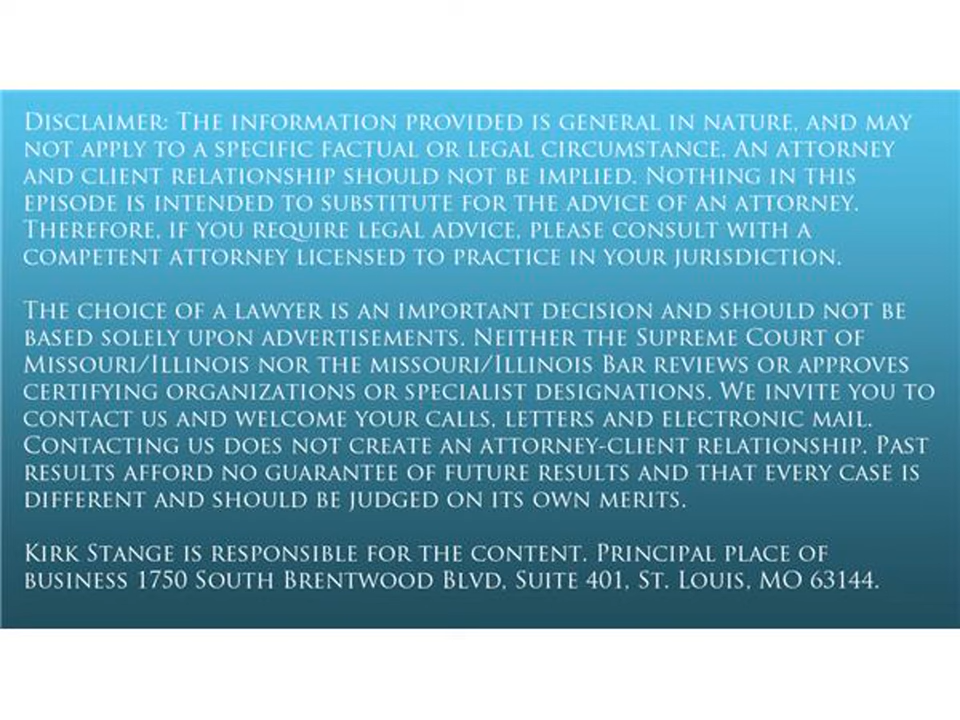 Disclaimer: The information provided is general in nature, and may
not apply to a specific factual or legal circumstance. An attorney
and client relationship should not be implied. Nothing in this
episode is intended to substitute for the advice of an attorney.
Therefore, if you require legal advice, please consult with a
competent attorney licensed to practice in your jurisdiction.
The choice of a lawyer is an important decision and should not be
based solely upon advertisements. Neither the Supreme Court of
Missouri/Illinois nor the missouri/Illinois Bar reviews or approves
certifying organizations or specialist designations. We invite you to
contact us and welcome your calls, letters and electronic mail.
Contacting us does not create an attorney-client relationship. Past
results afford no guarantee of future results and that every case is
different and should be judged on its own merits.
Kirk Stange is responsible for the content. Principal place of
business 1750 South Brentwood Blvd, Suite 401, St. Louis, MO 63144.